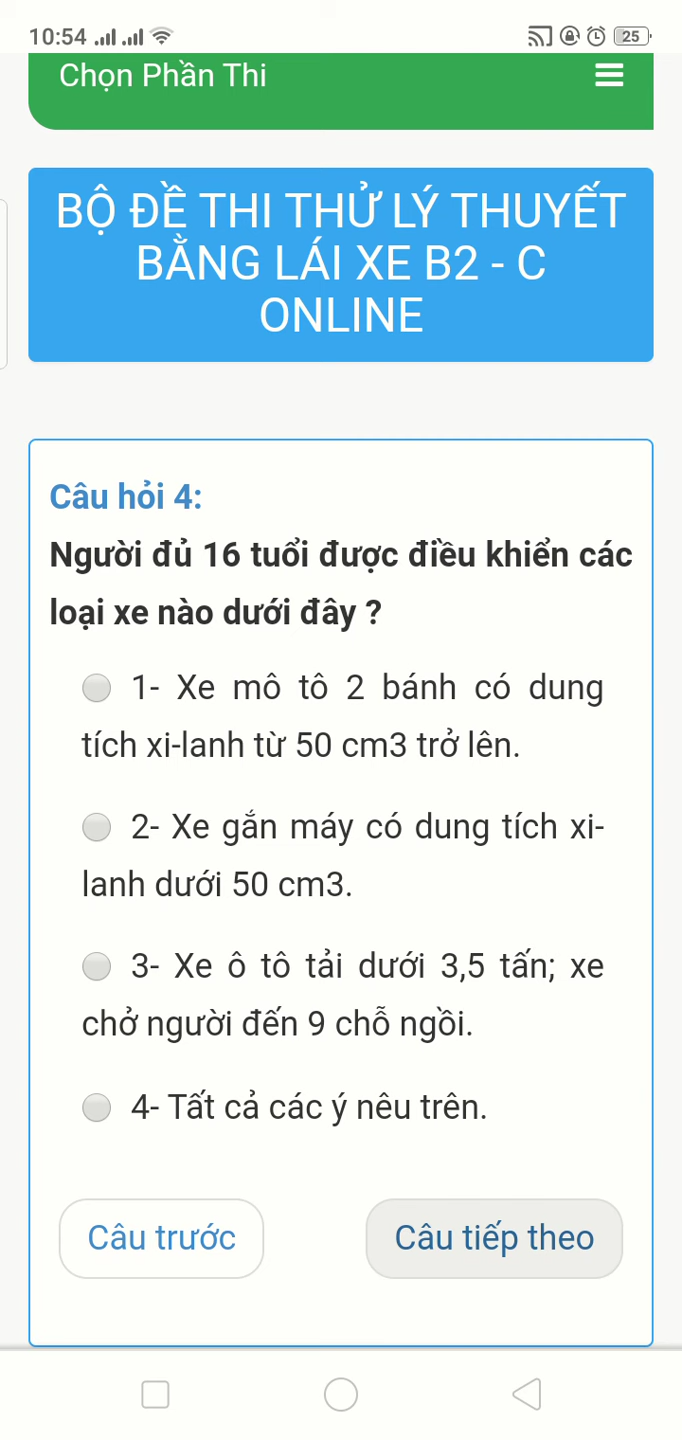 10:54
25
Chọn Phần Thi
BỘ ĐỀ THI THỬ LÝ THUYẾT
BẰNG LÁI XE B2 - C
ONLINE
Câu hỏi 4:
Người đủ 16 tuổi được điều khiển các
loại xe nào dưới đây ?
1- Xe mô tô 2 bánh có dung
tích xi-lanh từ 50 cm3 trở lên.
2- Xe gắn máy có dung tích xi-
lanh dưới 50 cm3.
3- Xe ô tô tải dưới 3,5 tấn; xe
chở người đến 9 chỗ ngồi.
4- Tất cả các ý nêu trên.
Câu trước
Câu tiếp theo